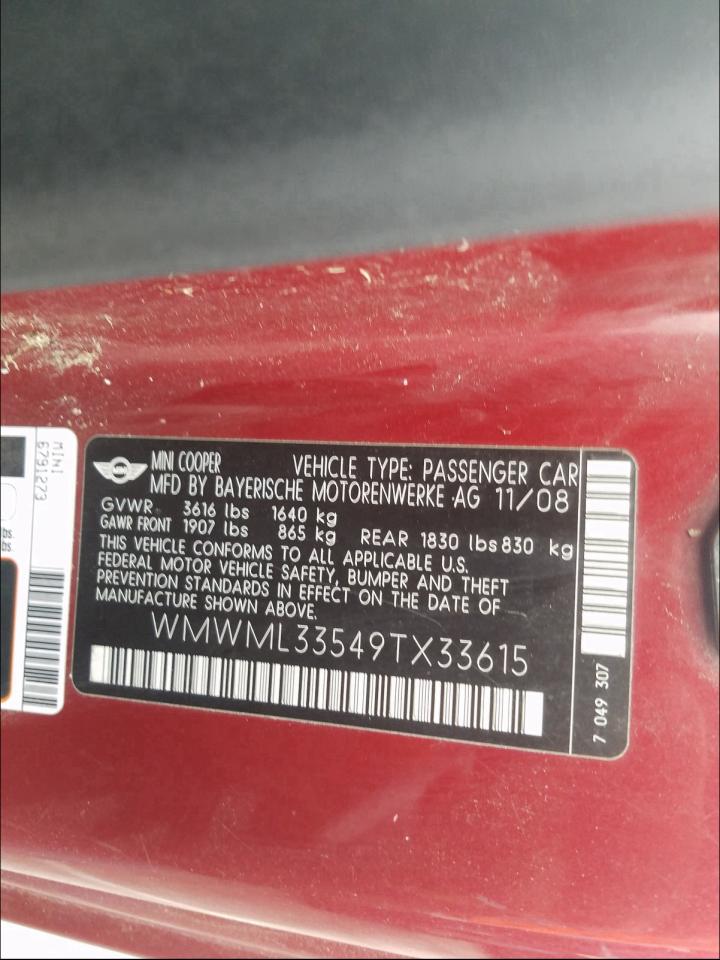 MINI
6791273
lbs.
lbs.
MINI
MINI COOPER VEHICLE TYPE: PASSENGER CAR
MFD BY BAYERISCHE MOTORENWERKE AG 11/08
GVWR 3616 lbs 1640 kg
GAWR FRONT 1907 lbs 865 kg REAR 1830 lbs 830 kg
THIS VEHICLE CONFORMS TO ALL APPLICABLE U.S.
FEDERAL MOTOR VEHICLE SAFETY, BUMPER AND THEFT
PREVENTION STANDARDS IN EFFECT ON THE DATE OF
MANUFACTURE SHOWN ABOVE.
WMWML33549TX33615
7 049 307